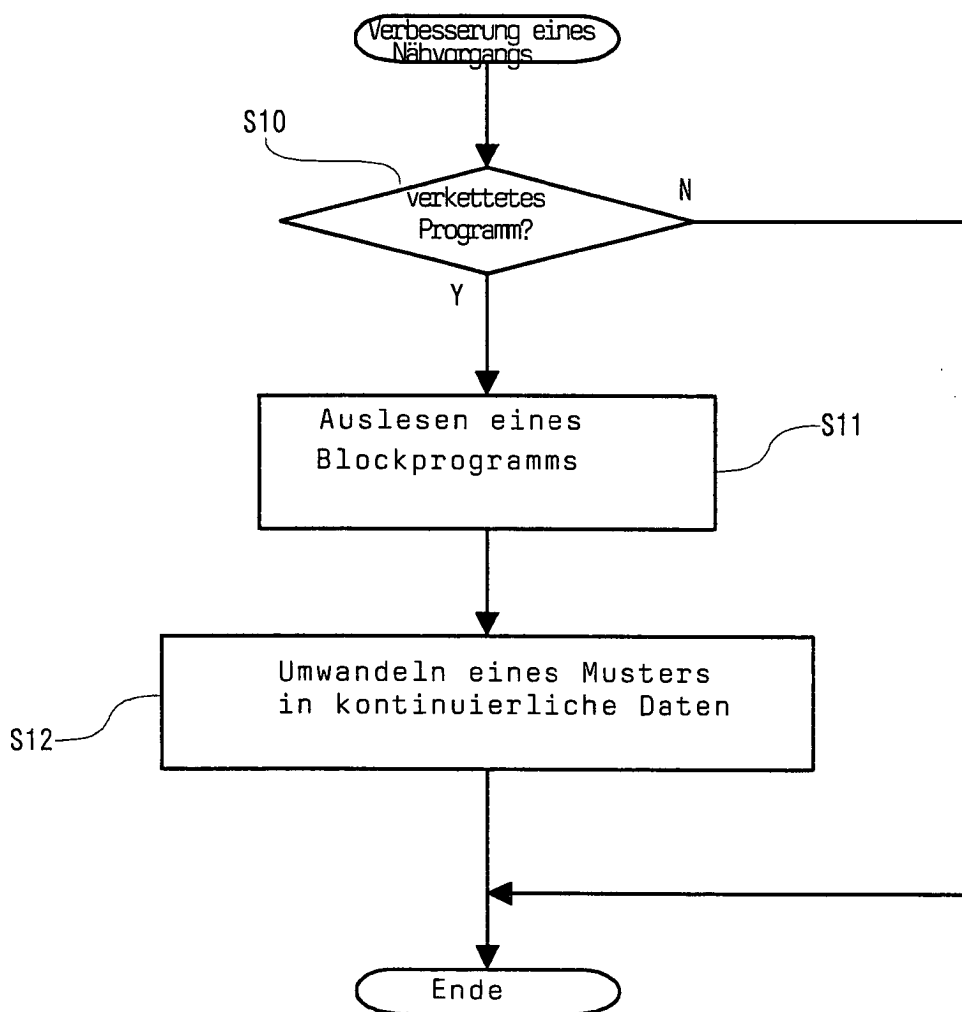 Verbesserung eines
Nähvorgangs
S10
verkettetes
Programm?
N
Y
Auslesen eines
Blockprogramms
S11
Umwandeln eines Musters
in kontinuierliche Daten
S12
Ende